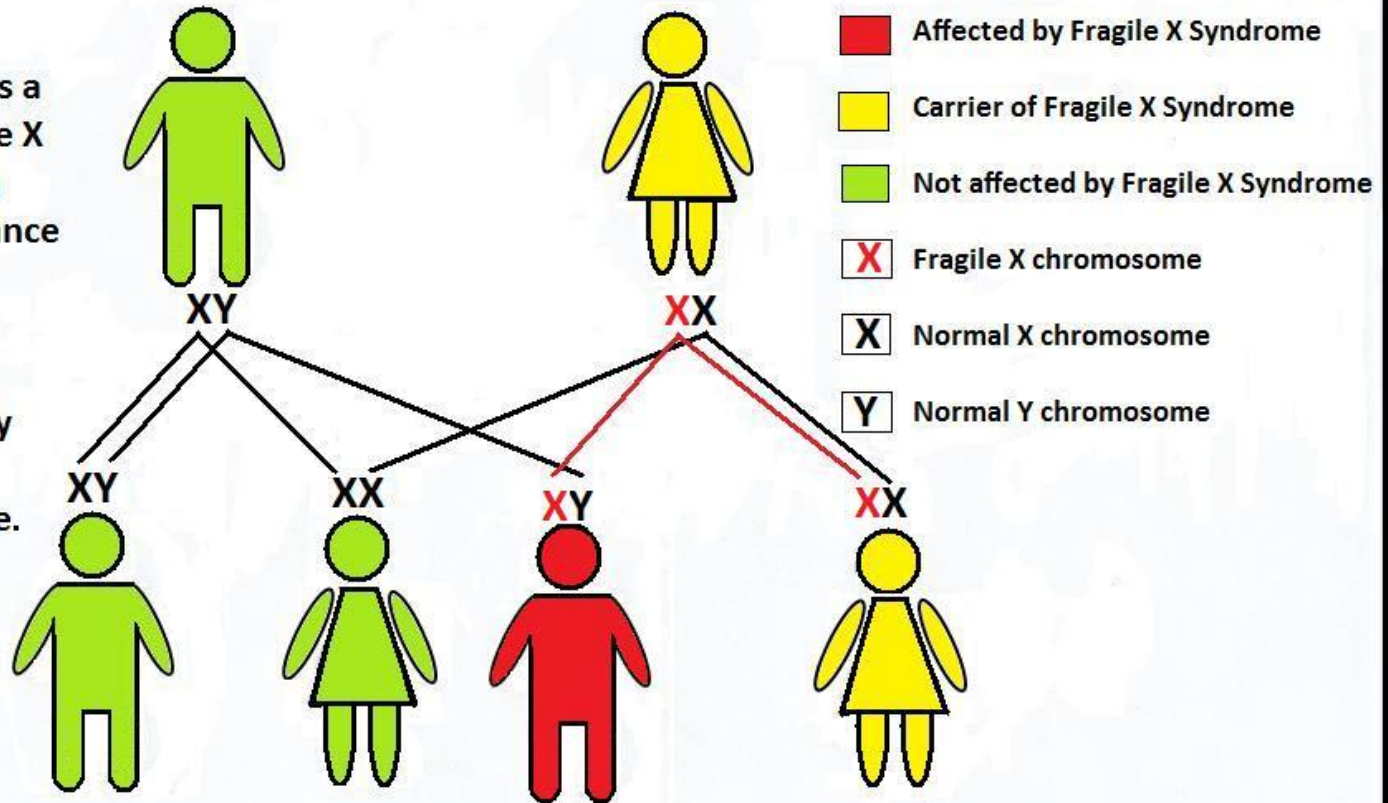 s a
e X
ance
y
e.
Affected by Fragile X Syndrome
Carrier of Fragile X Syndrome
Not affected by Fragile X Syndrome
X Fragile X chromosome
X Normal X chromosome
Y Normal Y chromosome
XY XX
XY XX XY XX